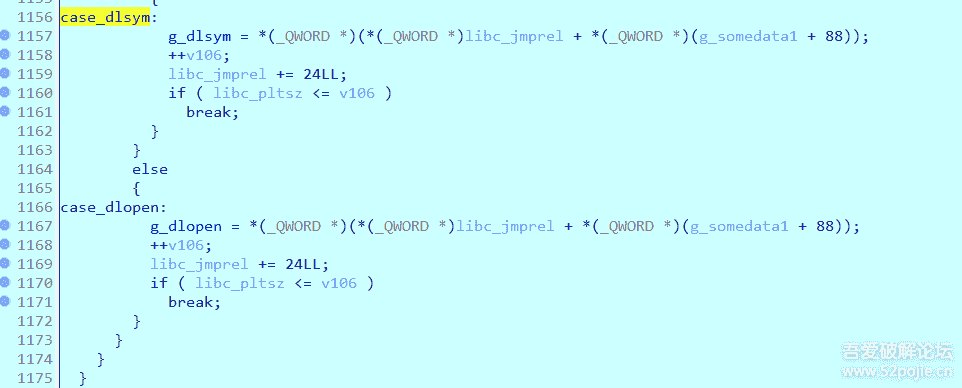 1156 case_dlsym:
1157 g_dlsym = *(_QWORD *)(*(_QWORD *)libc_jmprel + *(_QWORD *)(g_somedata1 + 88));
1158 ++v106;
1159 libc_jmprel += 24LL;
1160 if ( libc_pltsz <= v106 )
1161 break;
1162 }
1163 }
1164 else
1165 {
1166 case_dlopen:
1167 g_dlopen = *(_QWORD *)(*(_QWORD *)libc_jmprel + *(_QWORD *)(g_somedata1 + 88));
1168 ++v106;
1169 libc_jmprel += 24LL;
1170 if ( libc_pltsz <= v106 )
1171 break;
1172 }
1173 }
1174 }
1175 }
吾爱破解论坛
www.52pojie.cn